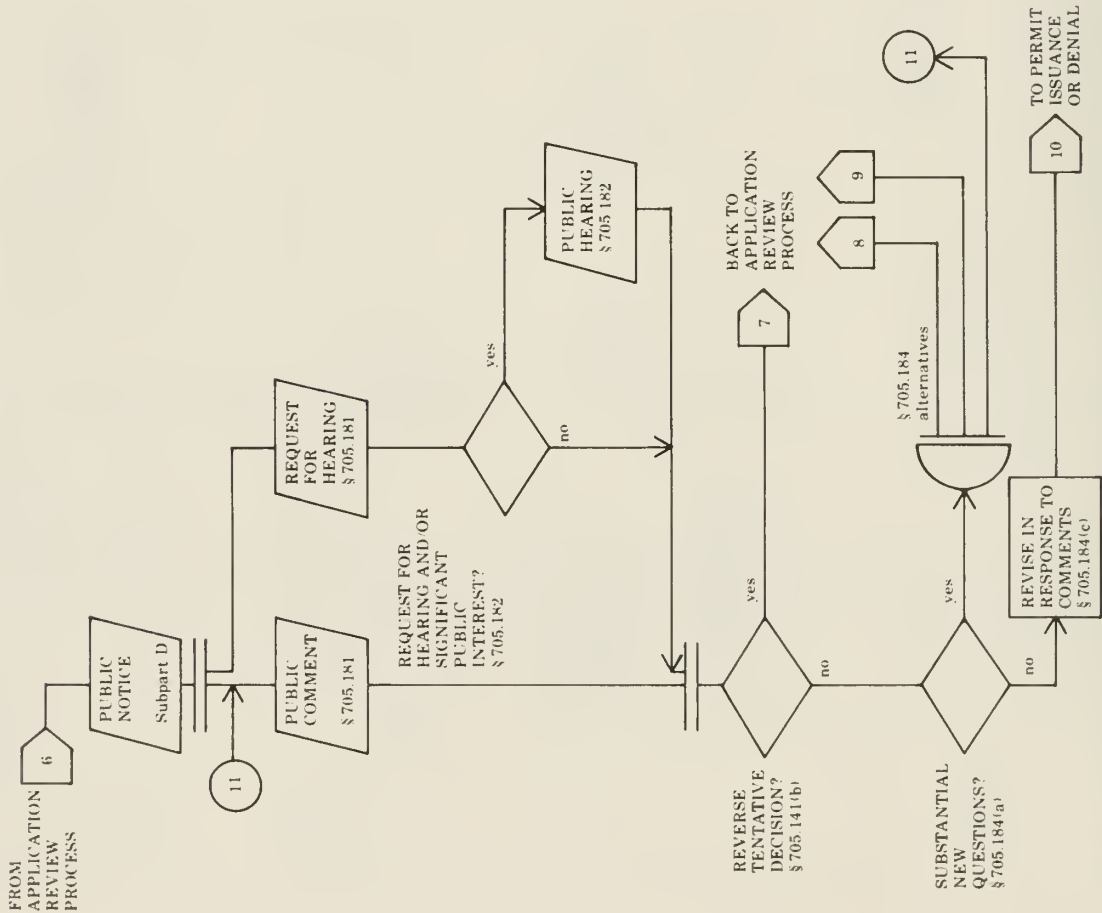 FROM
APPLICATION
REVIEW
PROCESS
6
PUBLIC
NOTICE
Subpart D
11
PUBLIC
COMMENT
§ 705.181
REQUEST
FOR
HEARING
§ 705.181
REQUEST FOR
HEARING AND/OR
SIGNIFICANT
PUBLIC
INTEREST?
§ 705.182
yes
no
PUBLIC
HEARING
§ 705 182
REVERSE
TENTATIVE
DECISION?
§ 705.141(b)
yes
no
7
BACK TO
APPLICATION
REVIEW
PROCESS
SUBSTANTIAL
NEW
QUESTIONS?
§ 705.184(a)
yes
no
§ 705.184
alternatives
8
9
11
REVISE IN
RESPONSE TO
COMMENTS
§ 705.184(c)
10
TO PERMIT
ISSUANCE
OR DENIAL